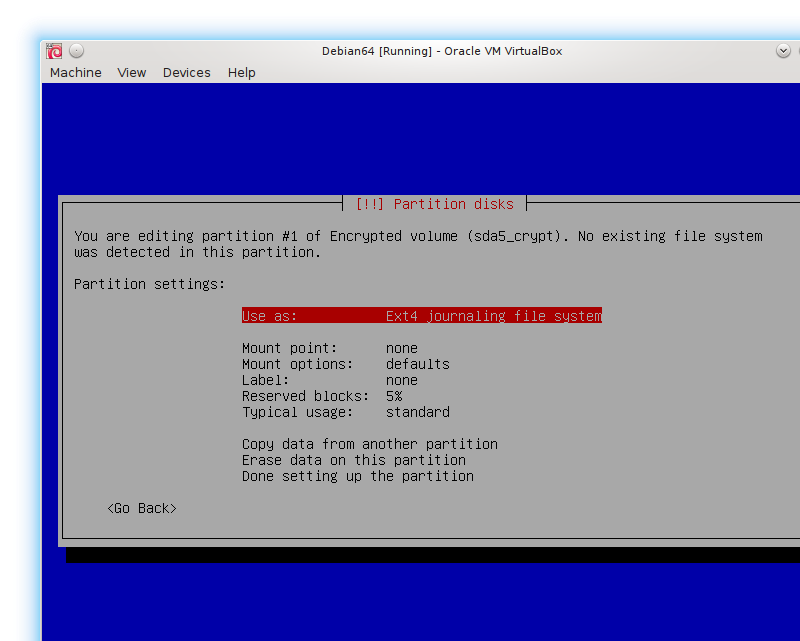 Debian64 [Running] - Oracle VM VirtualBox
Machine View Devices Help
[!!] Partition disks
You are editing partition #1 of Encrypted volume (sda5_crypt). No existing file system
was detected in this partition.
Partition settings:
Use as: Ext4 journaling file system
Mount point: none
Mount options: defaults
Label: none
Reserved blocks: 5%
Typical usage: standard
Copy data from another partition
Erase data on this partition
Done setting up the partition
<Go Back>